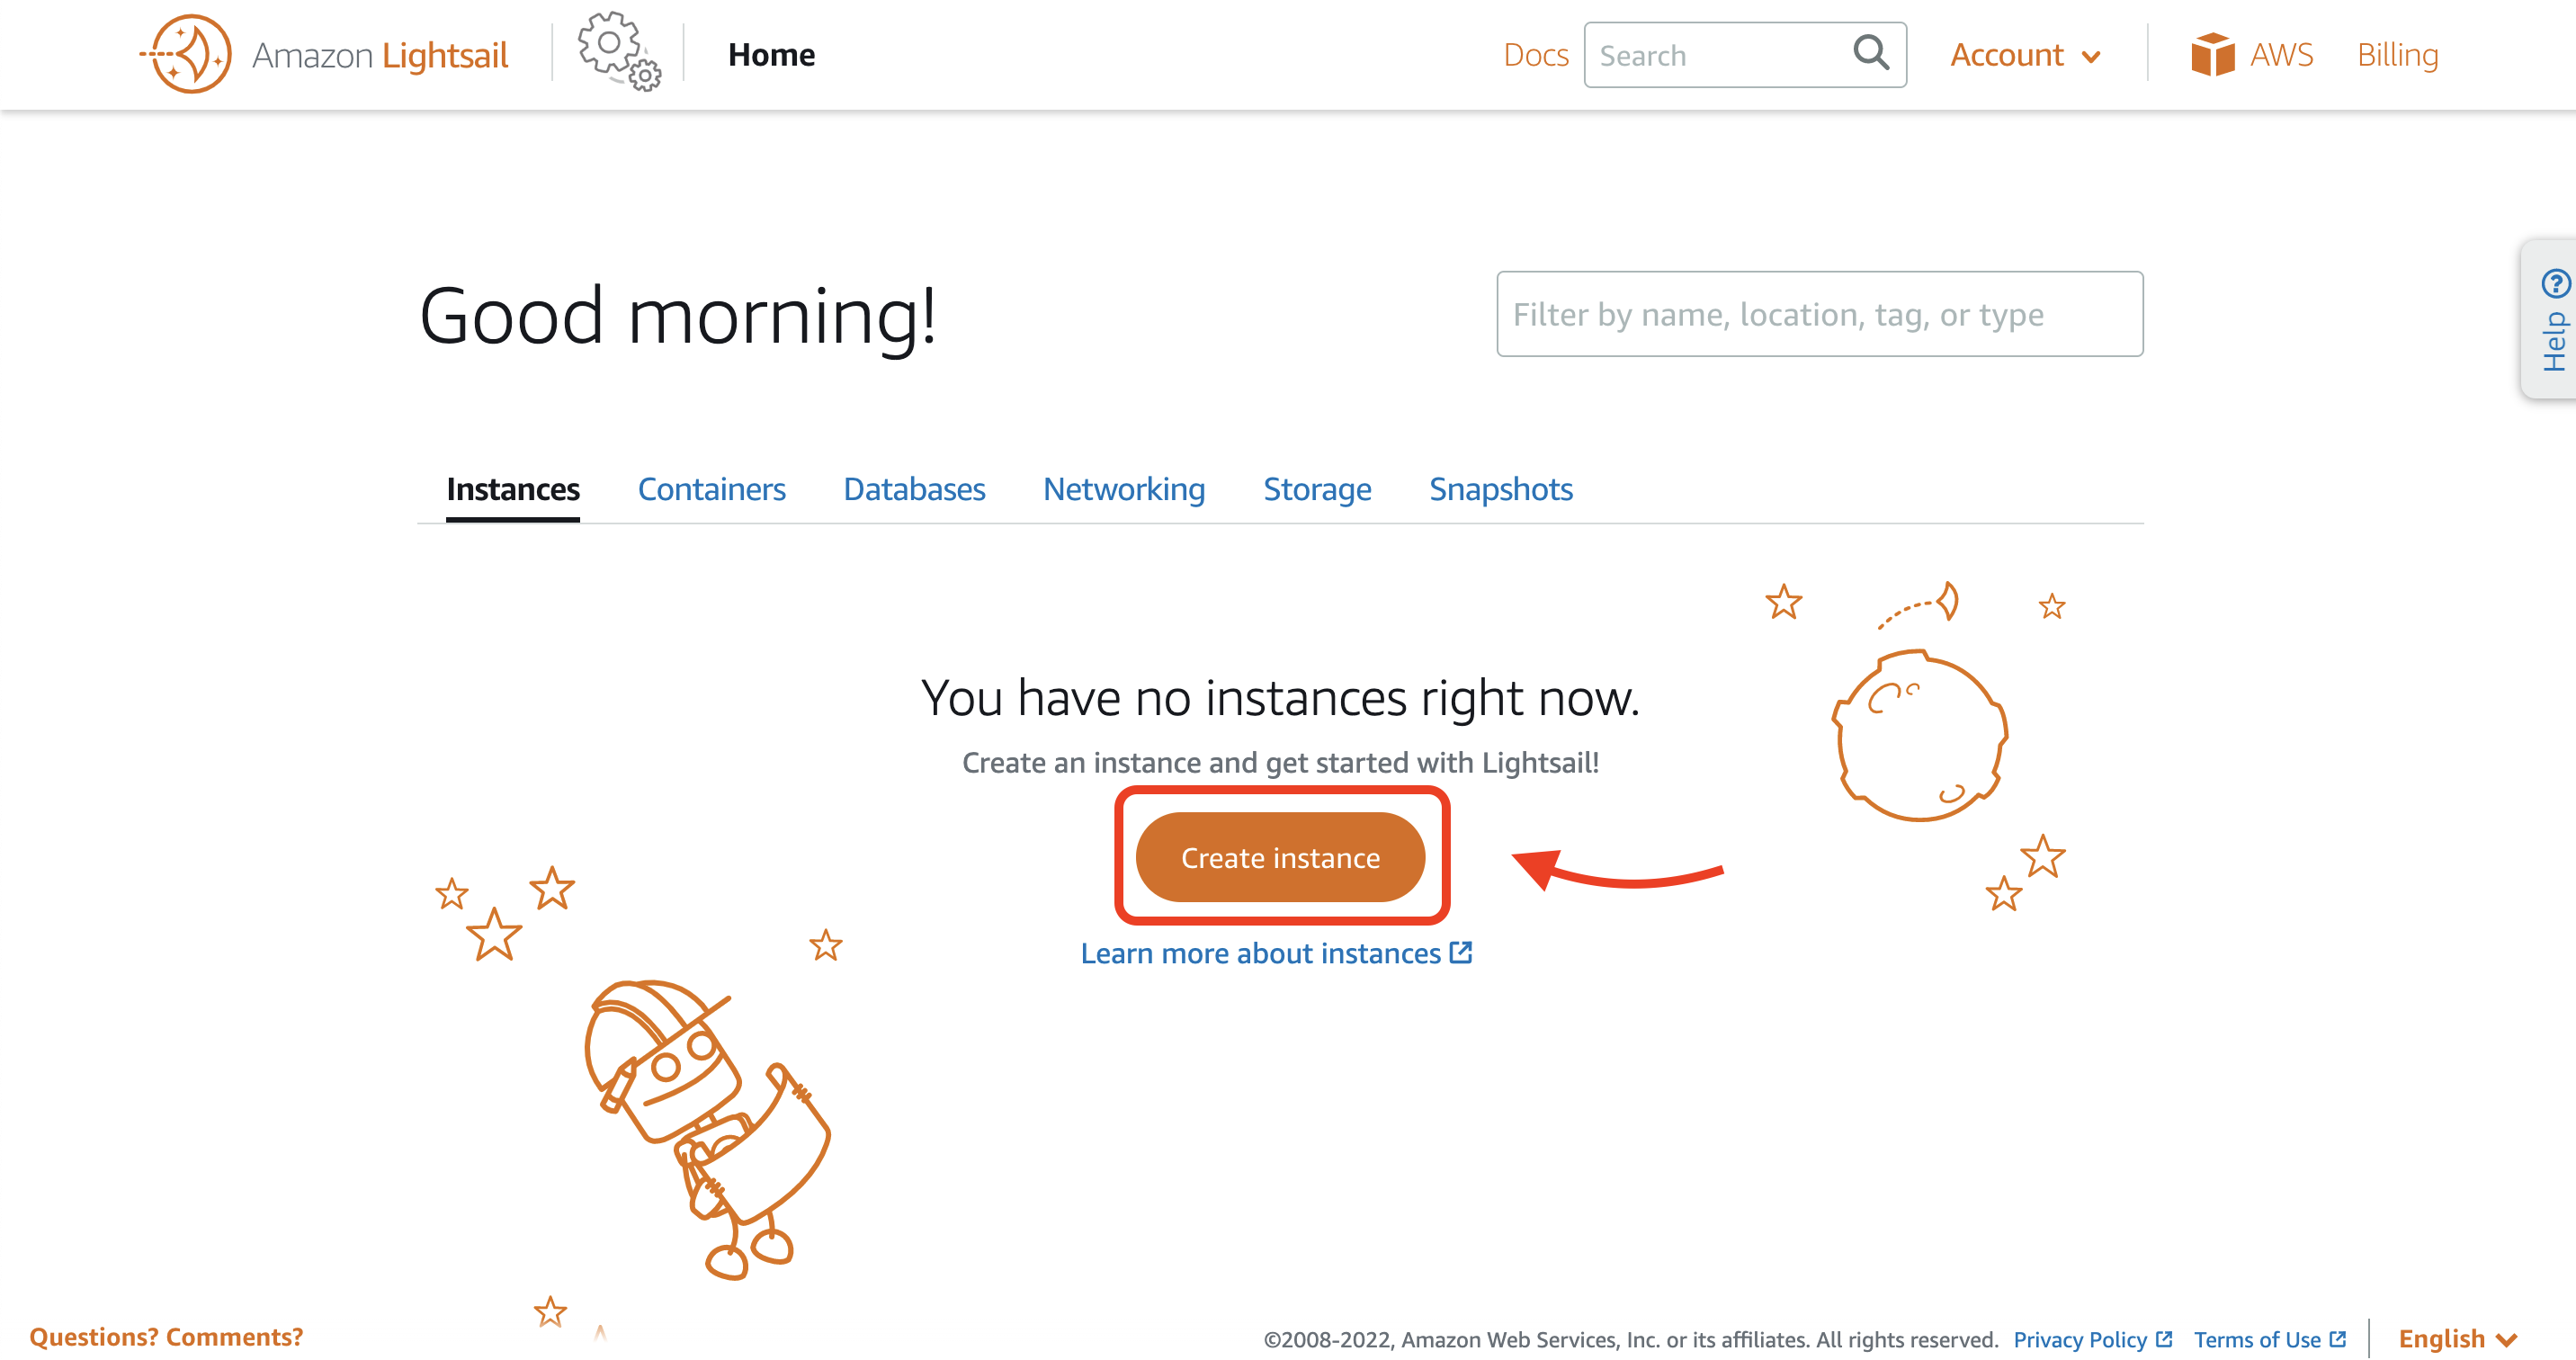 Amazon Lightsail
Home
Docs
Search
Account
AWS
Billing
Good morning!
Filter by name, location, tag, or type
? Help
Instances
Containers
Databases
Networking
Storage
Snapshots
You have no instances right now.
Create an instance and get started with Lightsail!
Create instance
Learn more about instances
Questions? Comments?
©2008-2022, Amazon Web Services, Inc. or its affiliates. All rights reserved.
Privacy Policy
Terms of Use
English